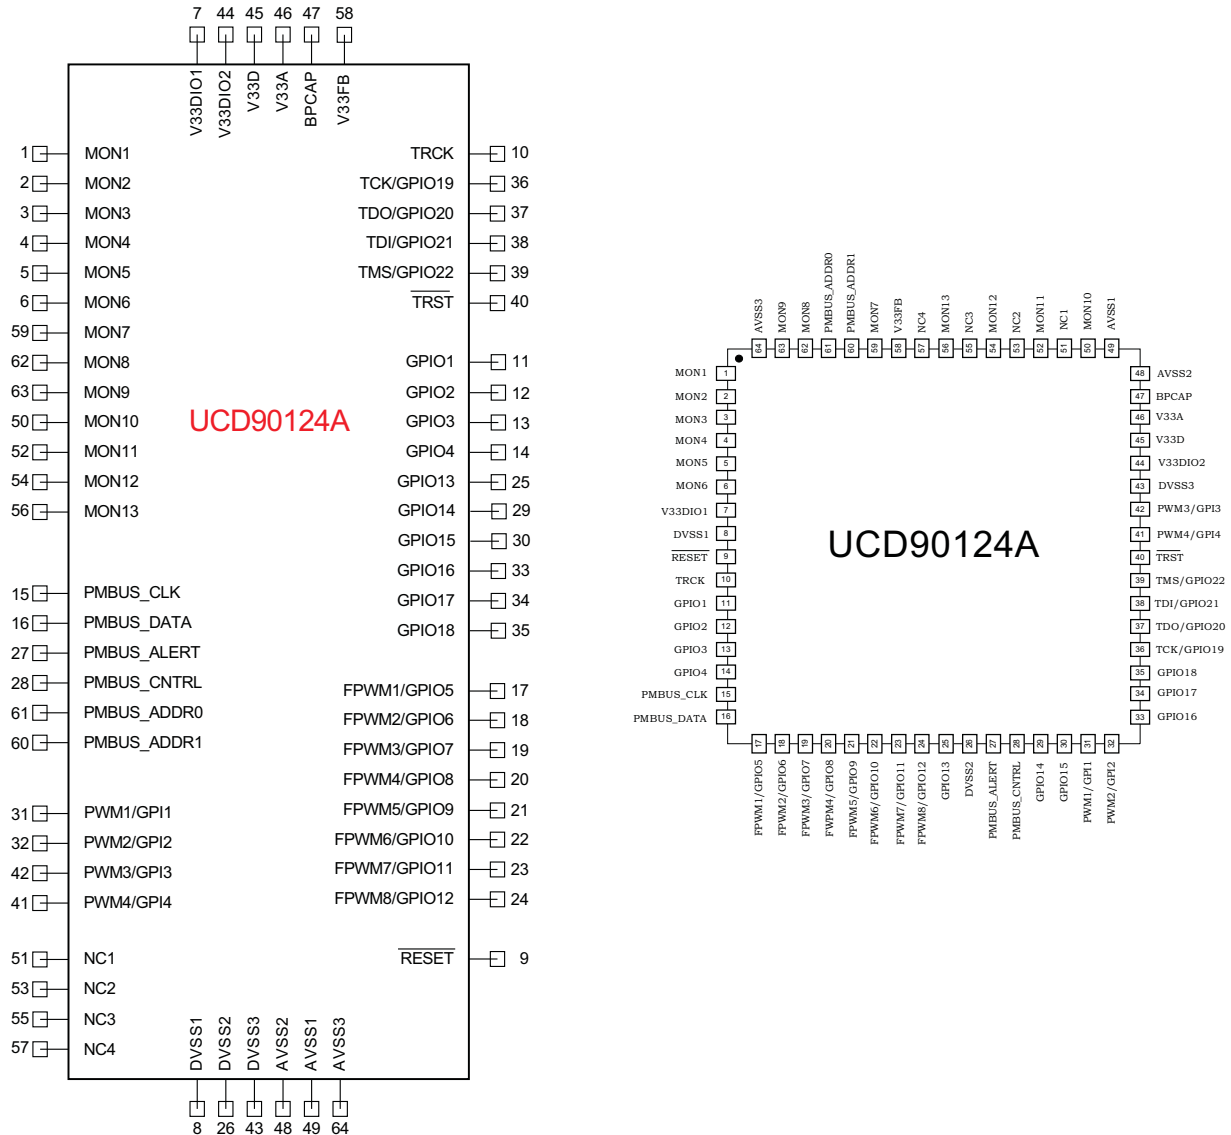 7 44 45 46 47 58
V33DIO1 V33DIO2 V33D V33A BPCAP V33FB
1 MON1 TRCK 10
2 MON2 TCK/GPIO19 36
3 MON3 TDO/GPIO20 37
4 MON4 TDI/GPIO21 38
5 MON5 TMS/GPIO22 39
6 MON6 TRST 40
59 MON7
62 MON8 GPIO1 11
63 MON9 GPIO2 12
50 MON10 UCD90124A GPIO3 13
52 MON11 GPIO4 14
54 MON12 GPIO13 25
56 MON13 GPIO14 29
GPIO15 30
GPIO16 33
15 PMBUS_CLK GPIO17 34
16 PMBUS_DATA GPIO18 35
27 PMBUS_ALERT
28 PMBUS_CNTRL FPWM1/GPIO5 17
61 PMBUS_ADDR0 FPWM2/GPIO6 18
60 PMBUS_ADDR1 FPWM3/GPIO7 19
FPWM4/GPIO8 20
31 PWM1/GPI1 FPWM5/GPIO9 21
32 PWM2/GPI2 FPWM6/GPIO10 22
42 PWM3/GPI3 FPWM7/GPIO11 23
41 PWM4/GPI4 FPWM8/GPIO12 24
51 NC1 RESET 9
53 NC2
55 NC3
57 NC4
DVSS1 DVSS2 DVSS3 AVSS2 AVSS1 AVSS3
8 26 43 48 49 64
AVSS3 MON9 MON8 PMBUS_ADDR0 PMBUS_ADDR1 MON7 V33FB NC4 MON13 NC3 MON12 NC2 MON11 NC1 MON10 AVSS1
64 63 62 61 60 59 58 57 56 55 54 53 52 51 50 49
MON1 1 48 AVSS2
MON2 2 47 BPCAP
MON3 3 46 V33A
MON4 4 45 V33D
MON5 5 44 V33DIO2
MON6 6 43 DVSS3
V33DIO1 7 42 PWM3/GPI3
DVSS1 8 41 PWM4/GPI4
UCD90124A
RESET 9 40 TRST
TRCK 10 39 TMS/GPIO22
GPIO1 11 38 TDI/GPIO21
GPIO2 12 37 TDO/GPIO20
GPIO3 13 36 TCK/GPIO19
GPIO4 14 35 GPIO18
PMBUS_CLK 15 34 GPIO17
PMBUS_DATA 16 33 GPIO16
17 18 19 20 21 22 23 24 25 26 27 28 29 30 31 32
FPWM1/GPIO5 FPWM2/GPIO6 FPWM3/GPIO7 FWPM4/GPIO8 FPWM5/GPIO9 FPWM6/GPIO10 FPWM7/GPIO11 FPWM8/GPIO12 GPIO13 DVSS2 PMBUS_ALERT PMBUS_CNTRL GPIO14 GPIO15 PWM1/GPI1 PWM2/GPI2